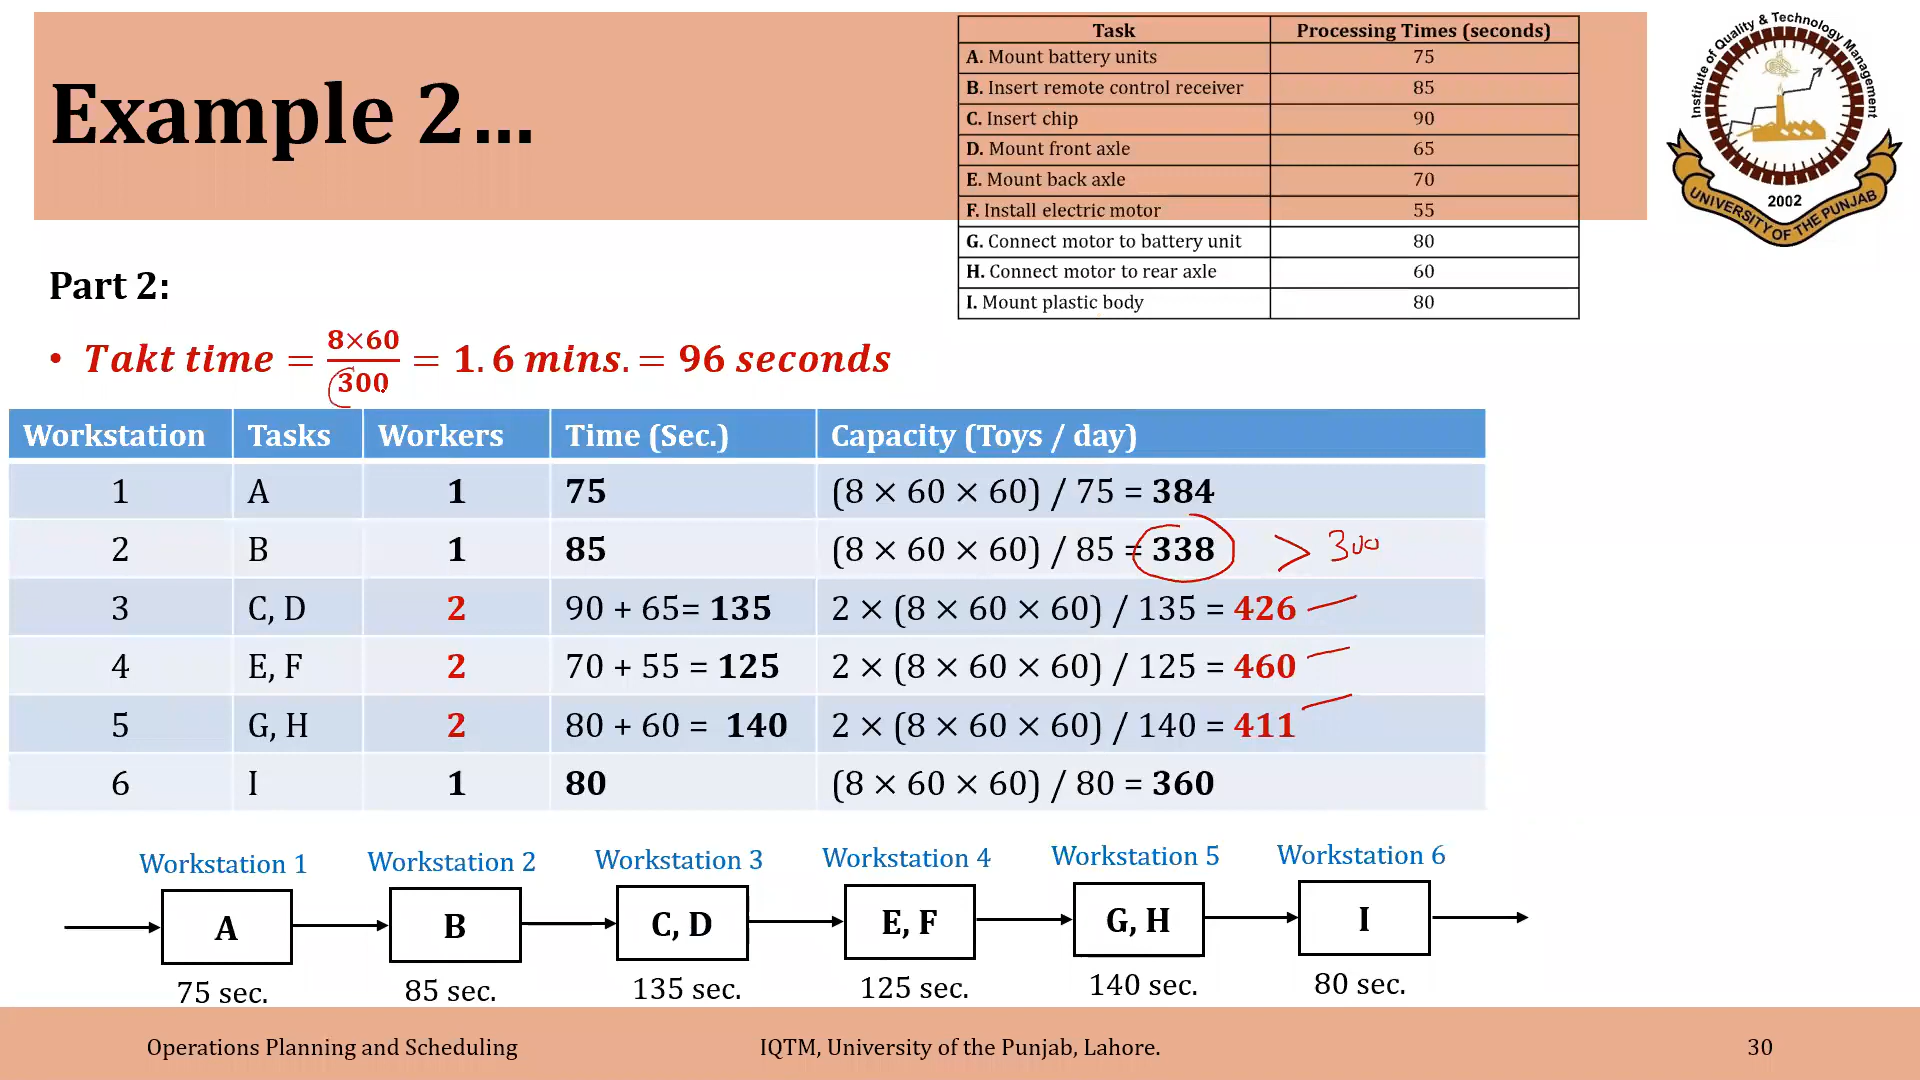 Example 2...
Task Processing Times (seconds)
A. Mount battery units 75
B. Insert remote control receiver 85
C. Insert chip 90
D. Mount front axle 65
E. Mount back axle 70
F. Install electric motor 55
G. Connect motor to battery unit 80
H. Connect motor to rear axle 60
I. Mount plastic body 80
Institute of Quality & Technology Management
2002
UNIVERSITY OF THE PUNJAB
Part 2:
• Takt time = 8×60/300 = 1.6 mins. = 96 seconds
Workstation Tasks Workers Time (Sec.) Capacity (Toys / day)
1 A 1 75 (8 × 60 × 60) / 75 = 384
2 B 1 85 (8 × 60 × 60) / 85 = 338 > 300
3 C, D 2 90 + 65= 135 2 × (8 × 60 × 60) / 135 = 426
4 E, F 2 70 + 55 = 125 2 × (8 × 60 × 60) / 125 = 460
5 G, H 2 80 + 60 = 140 2 × (8 × 60 × 60) / 140 = 411
6 I 1 80 (8 × 60 × 60) / 80 = 360
Workstation 1 Workstation 2 Workstation 3 Workstation 4 Workstation 5 Workstation 6
A B C, D E, F G, H I
75 sec. 85 sec. 135 sec. 125 sec. 140 sec. 80 sec.
Operations Planning and Scheduling IQTM, University of the Punjab, Lahore. 30